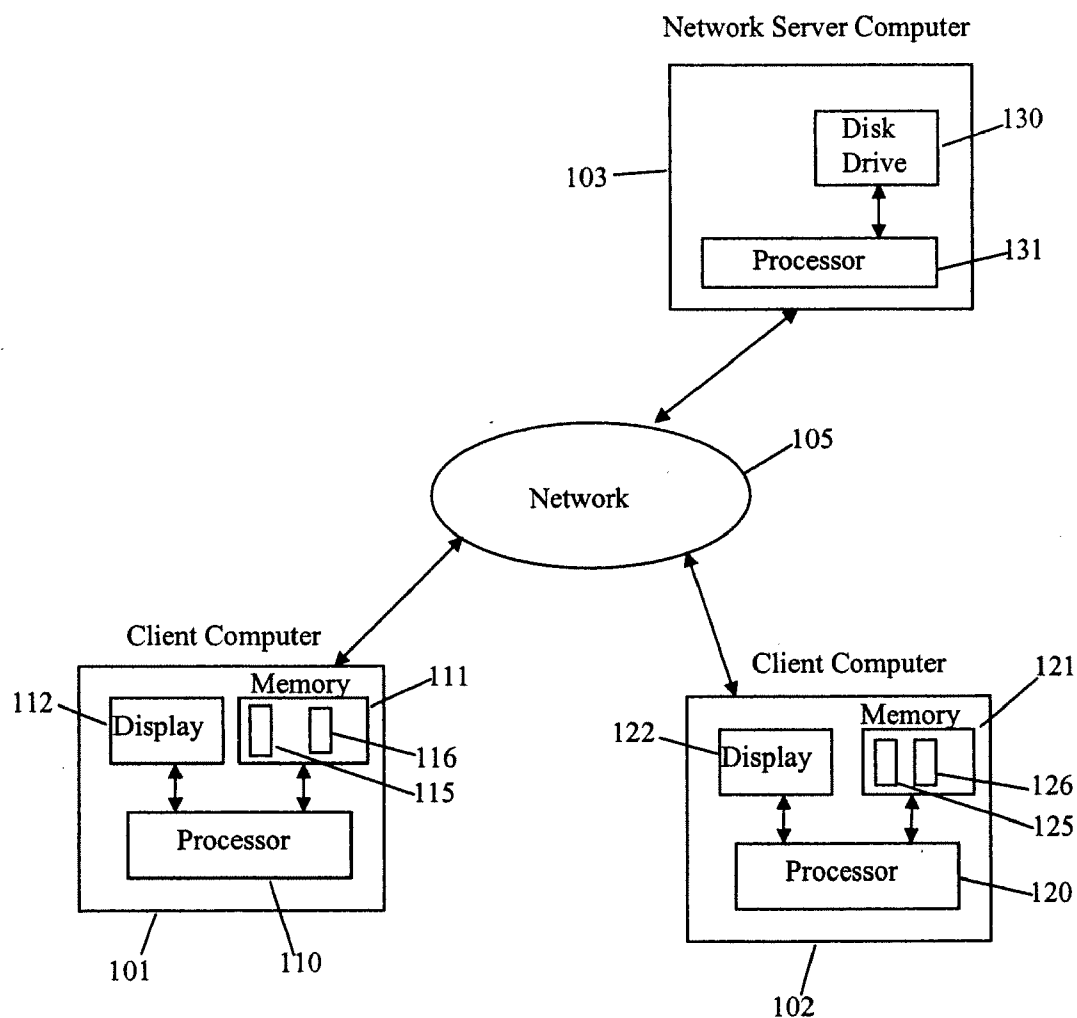 Network Server Computer
Disk
Drive
130
103
Processor
131
105
Network
Client Computer
Memory
111
112
Display
116
115
Processor
101
110
Client Computer
121
Memory
122
Display
126
125
Processor
120
102